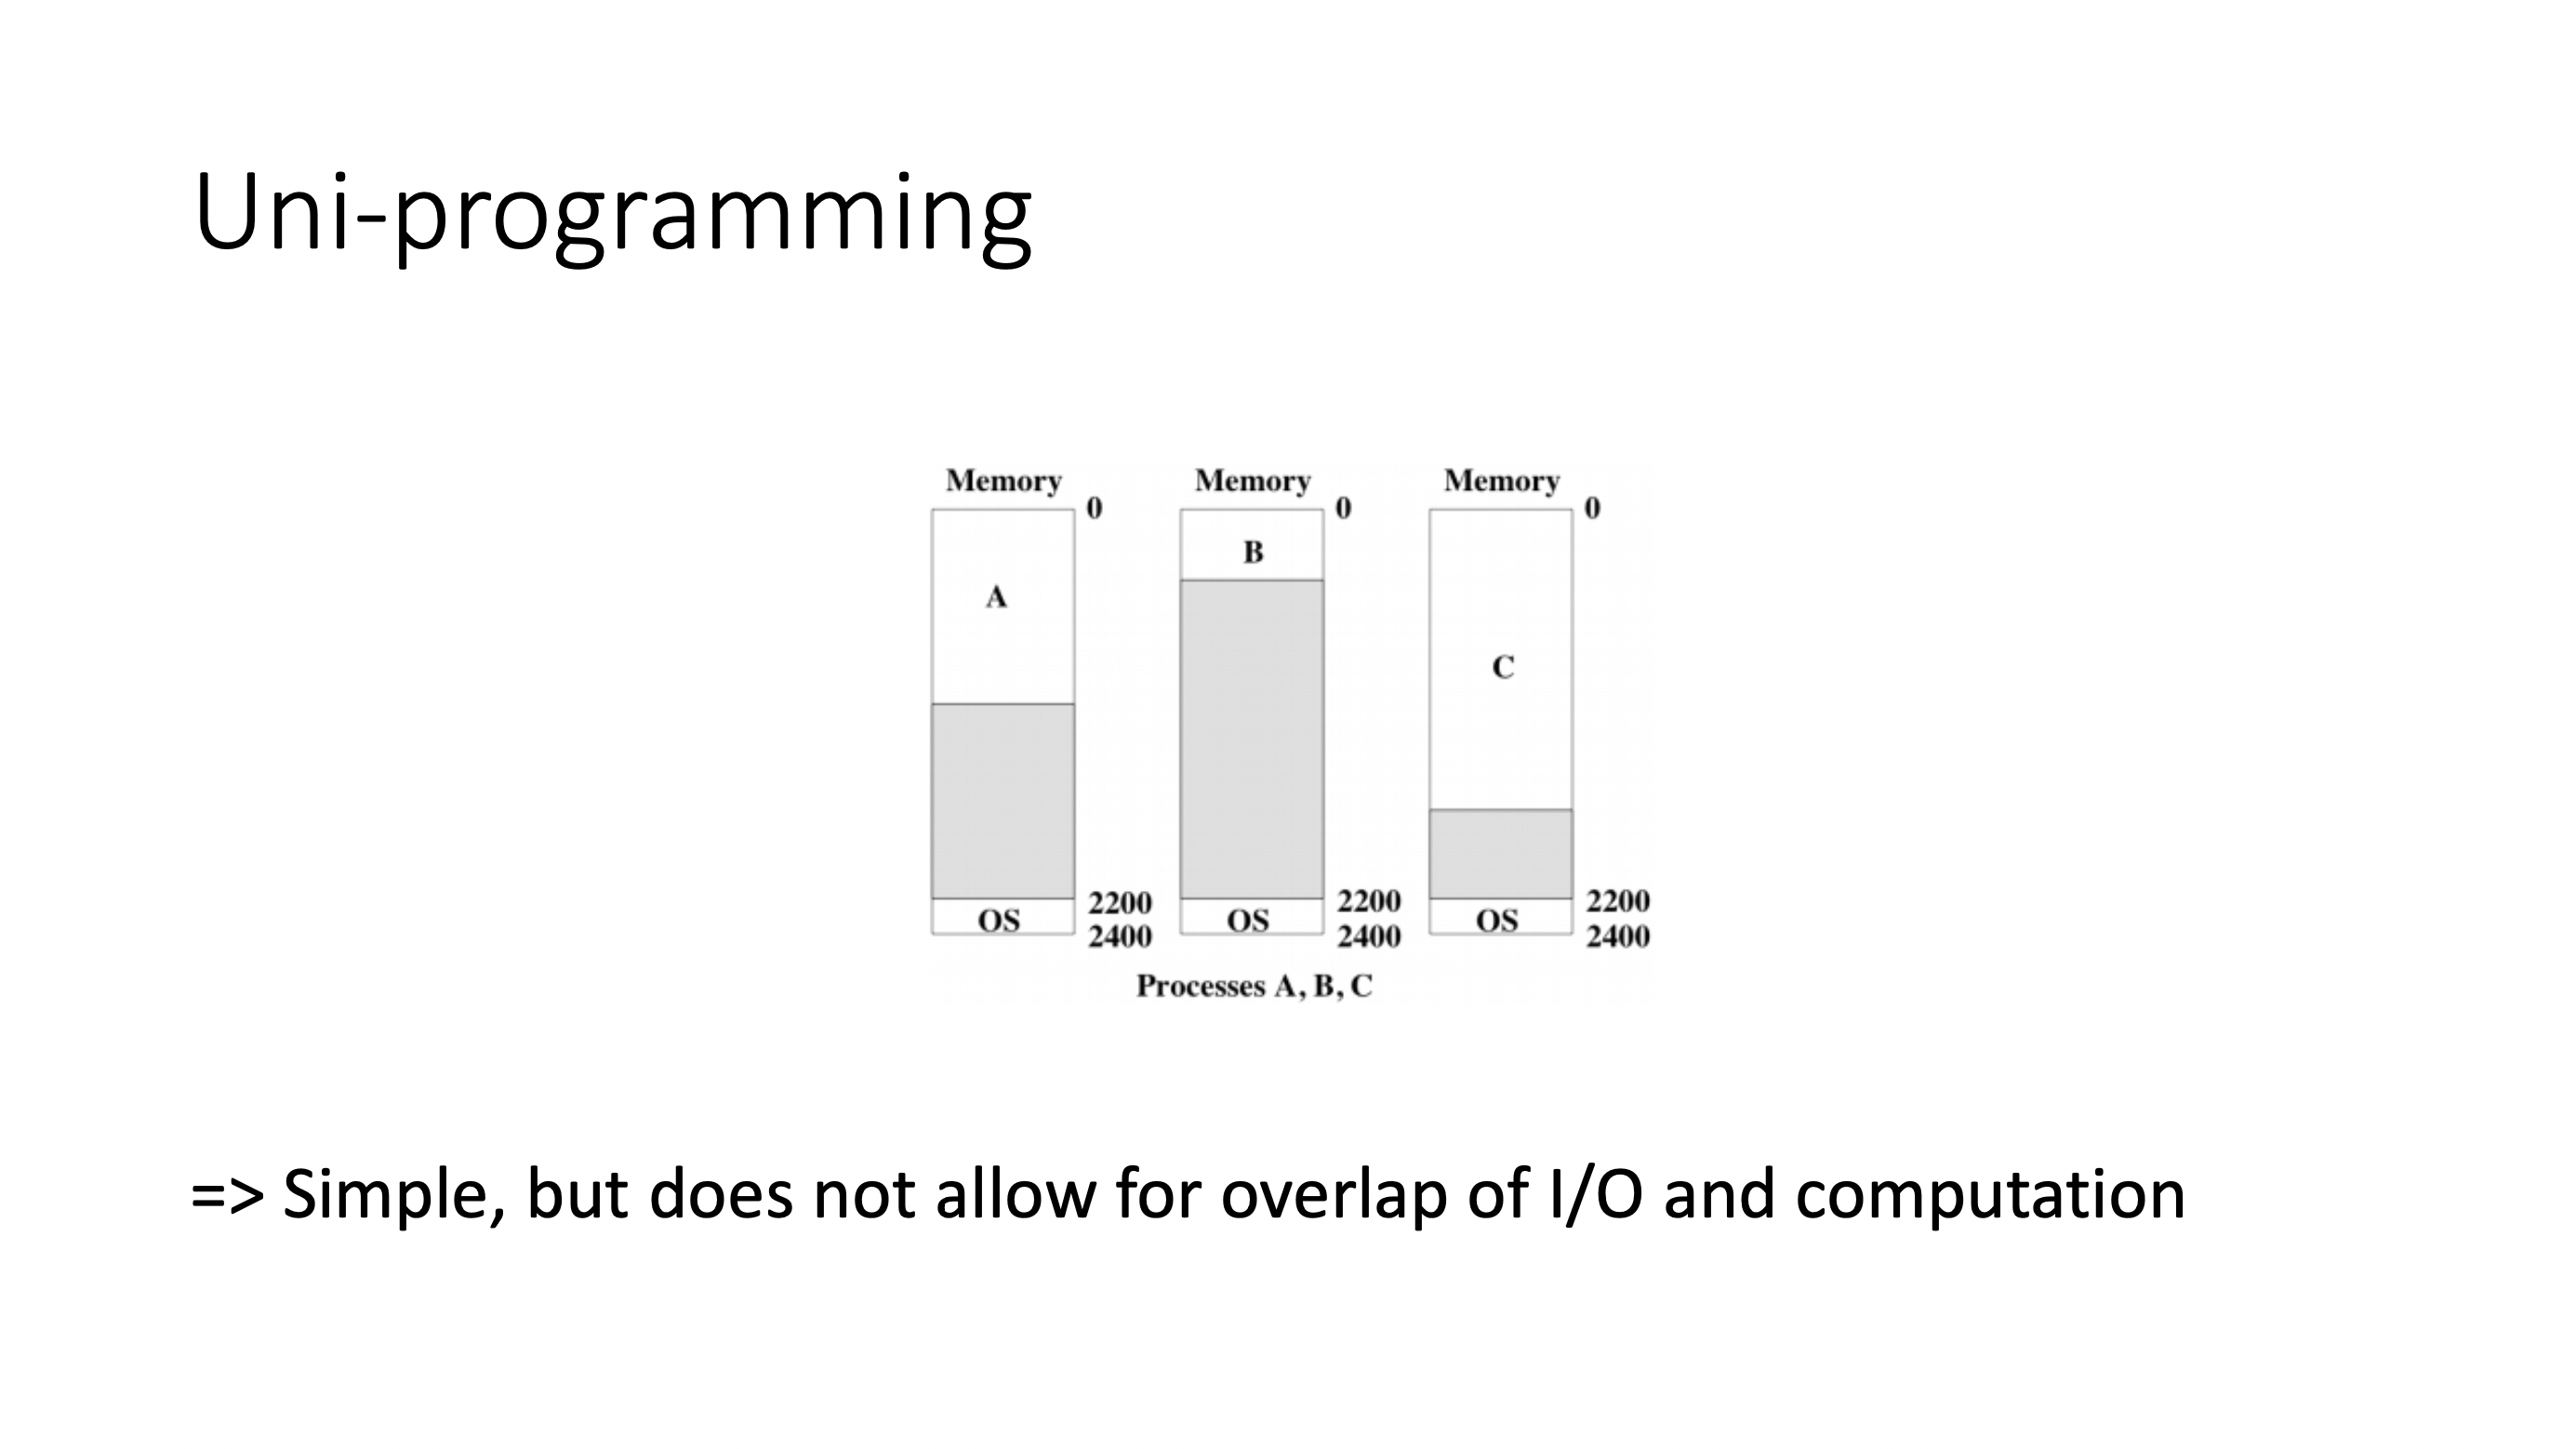 Uni-programming
Memory Memory Memory
0 0 0
B
A
C
2200 2200 2200
OS OS OS
2400 2400 2400
Processes A, B, C
=> Simple, but does not allow for overlap of I/O and computation